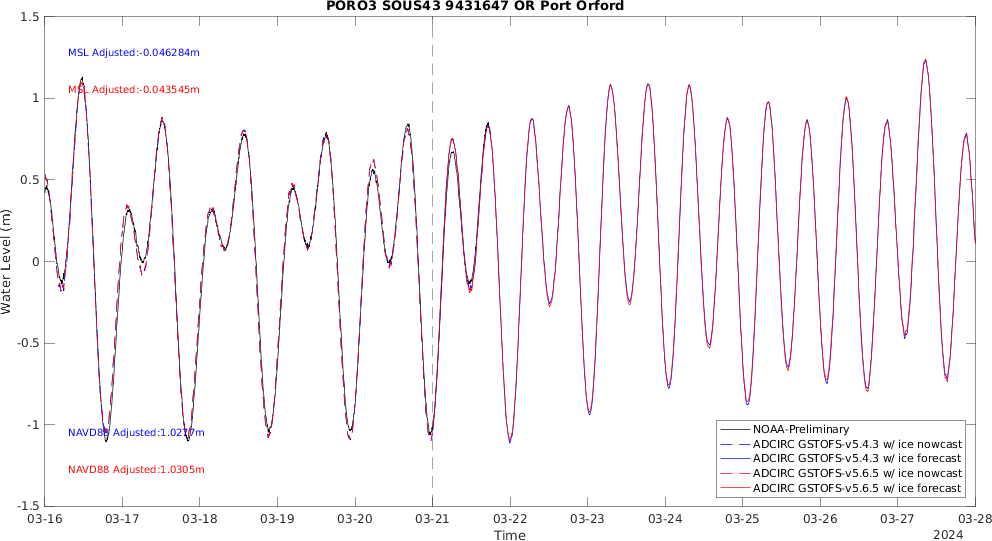 PORO3 SOUS43 9431647 OR Port Orford
1.5
1
0.5
0
-0.5
-1
-1.5
Water Level (m)
MSL Adjusted:-0.046284m
MSL Adjusted:-0.043545m
NAVD88 Adjusted:1.0277m
NAVD88 Adjusted:1.0305m
NOAA-Preliminary
ADCIRC GSTOFS-v5.4.3 w/ ice nowcast
ADCIRC GSTOFS-v5.4.3 w/ ice forecast
ADCIRC GSTOFS-v5.6.5 w/ ice nowcast
ADCIRC GSTOFS-v5.6.5 w/ ice forecast
03-16 03-17 03-18 03-19 03-20 03-21 03-22 03-23 03-24 03-25 03-26 03-27 03-28
Time
2024